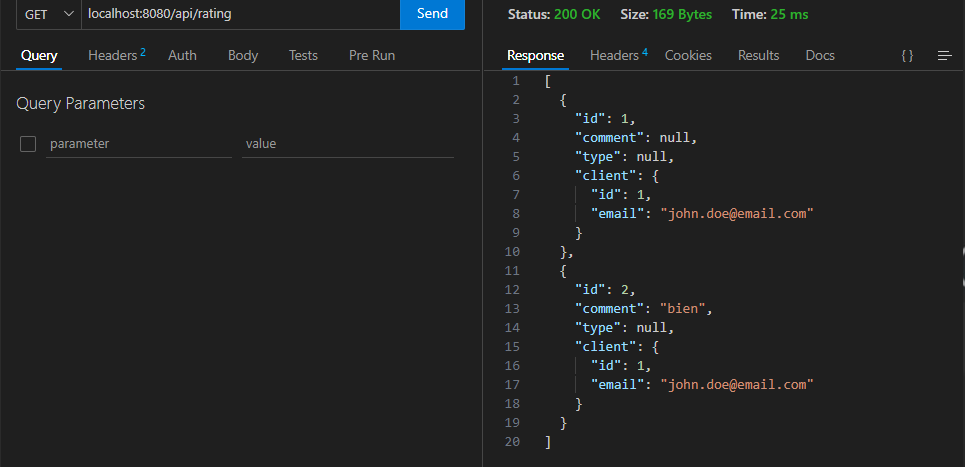 GET localhost:8080/api/rating Send
Query Headers 2 Auth Body Tests Pre Run
Query Parameters
parameter value
Status: 200 OK Size: 169 Bytes Time: 25 ms
Response Headers 4 Cookies Results Docs { }
1 [
2 {
3 "id": 1,
4 "comment": null,
5 "type": null,
6 "client": {
7 "id": 1,
8 "email": "john.doe@email.com"
9 }
10 },
11 {
12 "id": 2,
13 "comment": "bien",
14 "type": null,
15 "client": {
16 "id": 1,
17 "email": "john.doe@email.com"
18 }
19 }
20 ]